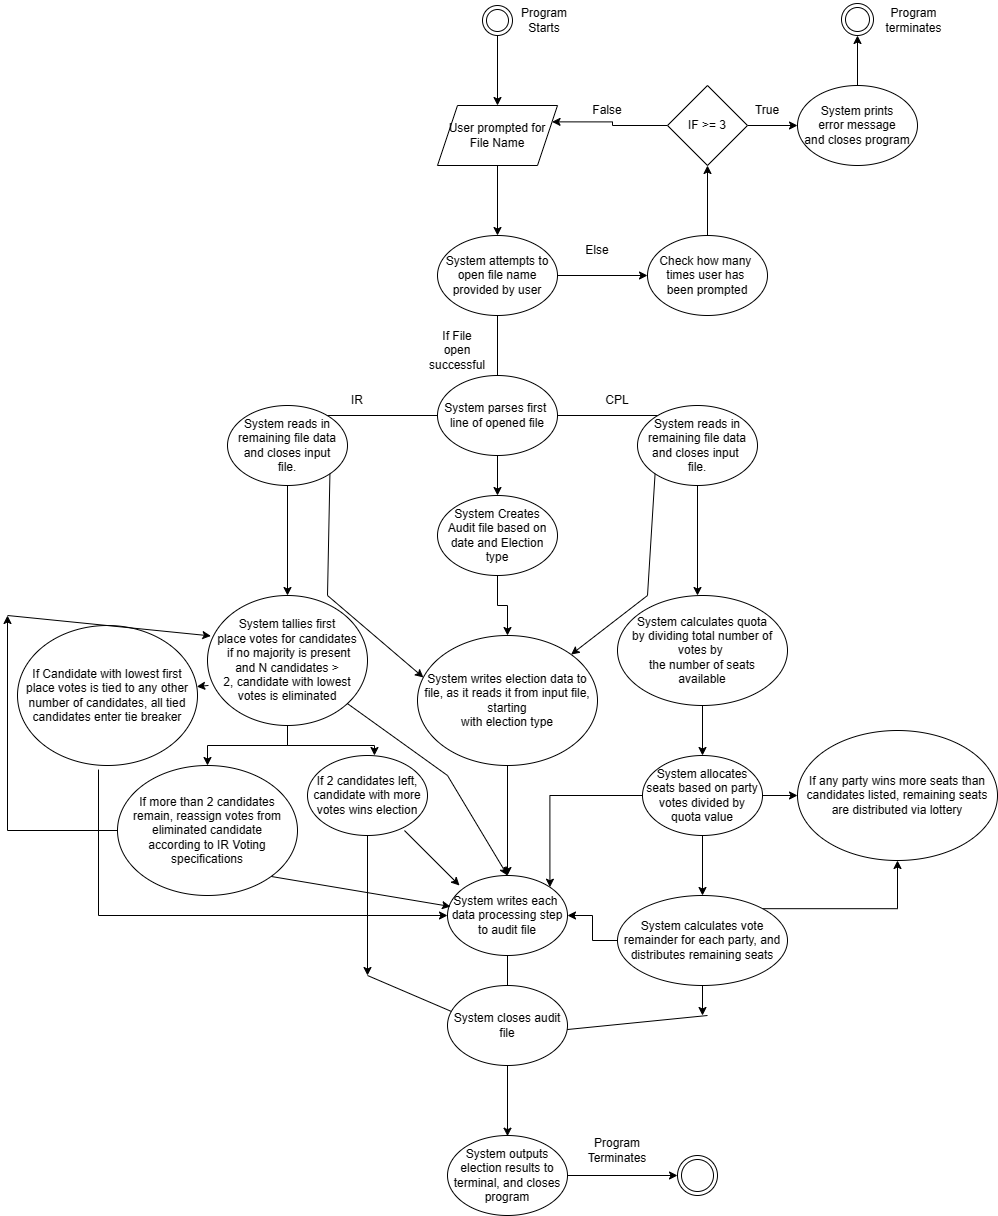 Program
Starts
Program
terminates
User prompted for
File Name
False
IF >= 3
True
System prints
error message
and closes program
System attempts to
open file name
provided by user
Else
Check how many
times user has
been prompted
If File
open
successful
IR
System parses first
line of opened file
CPL
System reads in
remaining file data
and closes input
file.
System reads in
remaining file data
and closes input
file.
System Creates
Audit file based on
date and Election
type
System tallies first
place votes for candidates
if no majority is present
and N candidates >
2, candidate with lowest
votes is eliminated
System calculates quota
by dividing total number of
votes by
the number of seats
available
If Candidate with lowest first
place votes is tied to any other
number of candidates, all tied
candidates enter tie breaker
System writes election data to
file, as it reads it from input file,
starting
with election type
If more than 2 candidates
remain, reassign votes from
eliminated candidate
according to IR Voting
specifications
If 2 candidates left,
candidate with more
votes wins election
System allocates
seats based on party
votes divided by
quota value
If any party wins more seats than
candidates listed, remaining seats
are distributed via lottery
System writes each
data processing step
to audit file
System calculates vote
remainder for each party, and
distributes remaining seats
System closes audit
file
System outputs
election results to
terminal, and closes
program
Program
Terminates